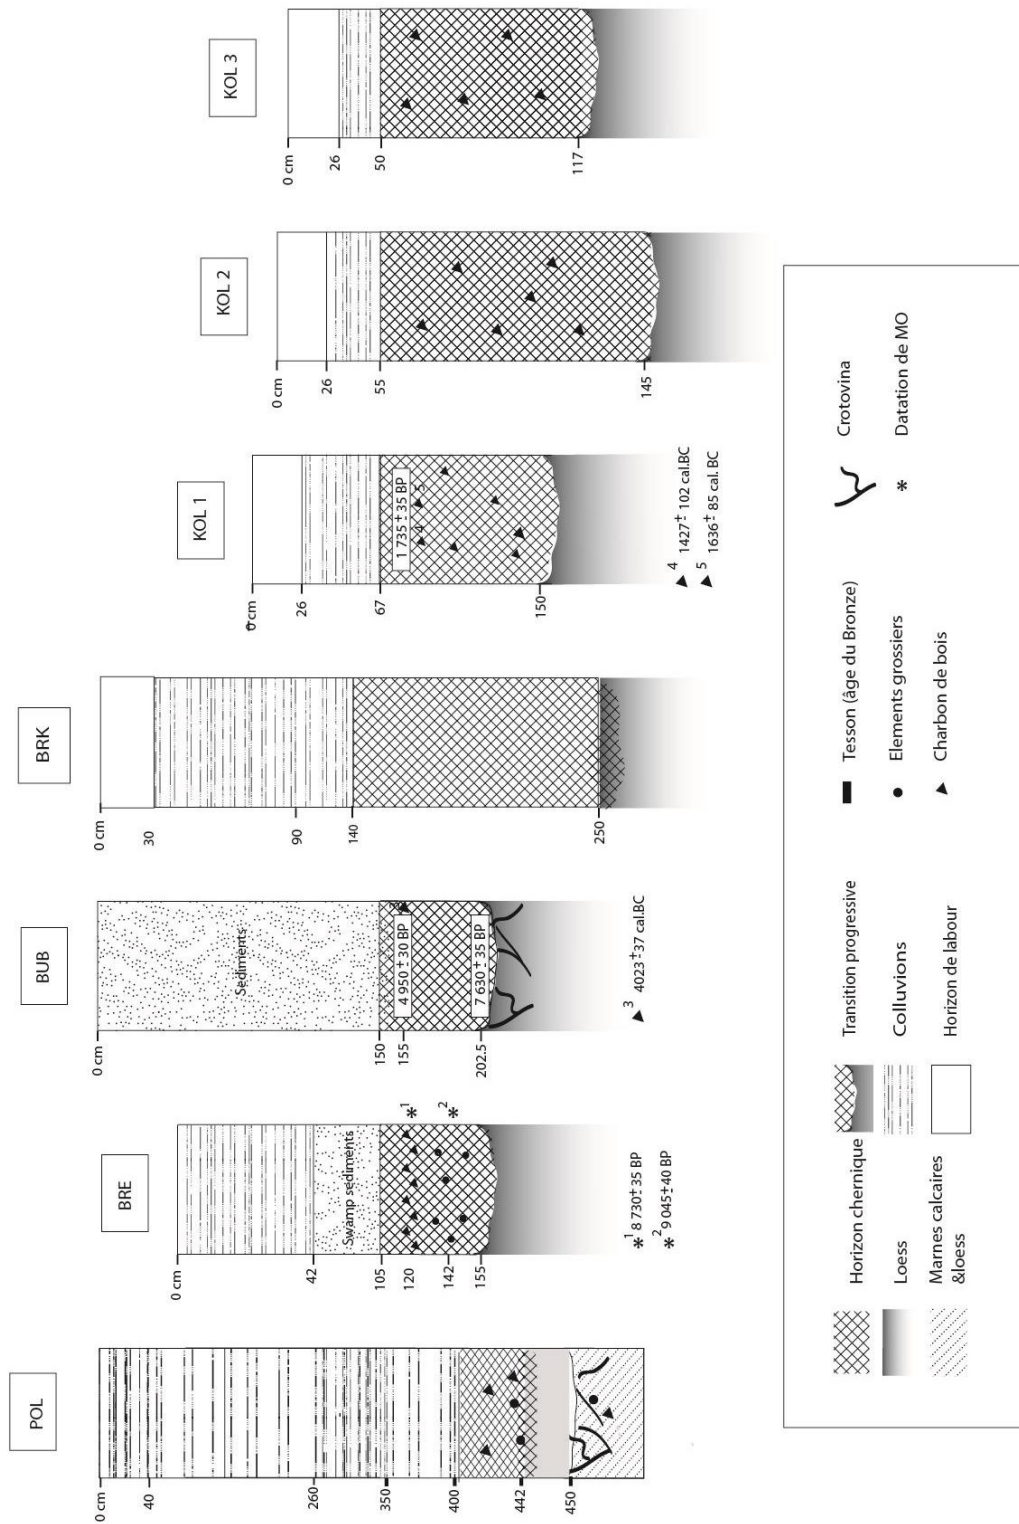 POL
0 cm
40
260
350
400
442
450
BRE
0 cm
42
105
120
142
155
Swamp sediments
*1
*2
*1 8 730± 35 BP
*2 9 045±40 BP
BUB
0 cm
150
155
202.5
Sediments
3
4 950 ± 30 BP
7 630 ± 35 BP
3 4023 ±37 cal.BC
BRK
0 cm
30
90
140
250
KOL 1
0 cm
26
67
150
1 735 ± 35 BP
4
5
4 1427± 102 cal.BC
5 1636± 85 cal. BC
KOL 2
0 cm
26
55
145
KOL 3
0 cm
26
50
117
Horizon chernique
Loess
Marnes calcaires
&loess
Transition progressive
Colluvions
Horizon de labour
Tesson (âge du Bronze)
Elements grossiers
Charbon de bois
Crotovina
* Datation de MO